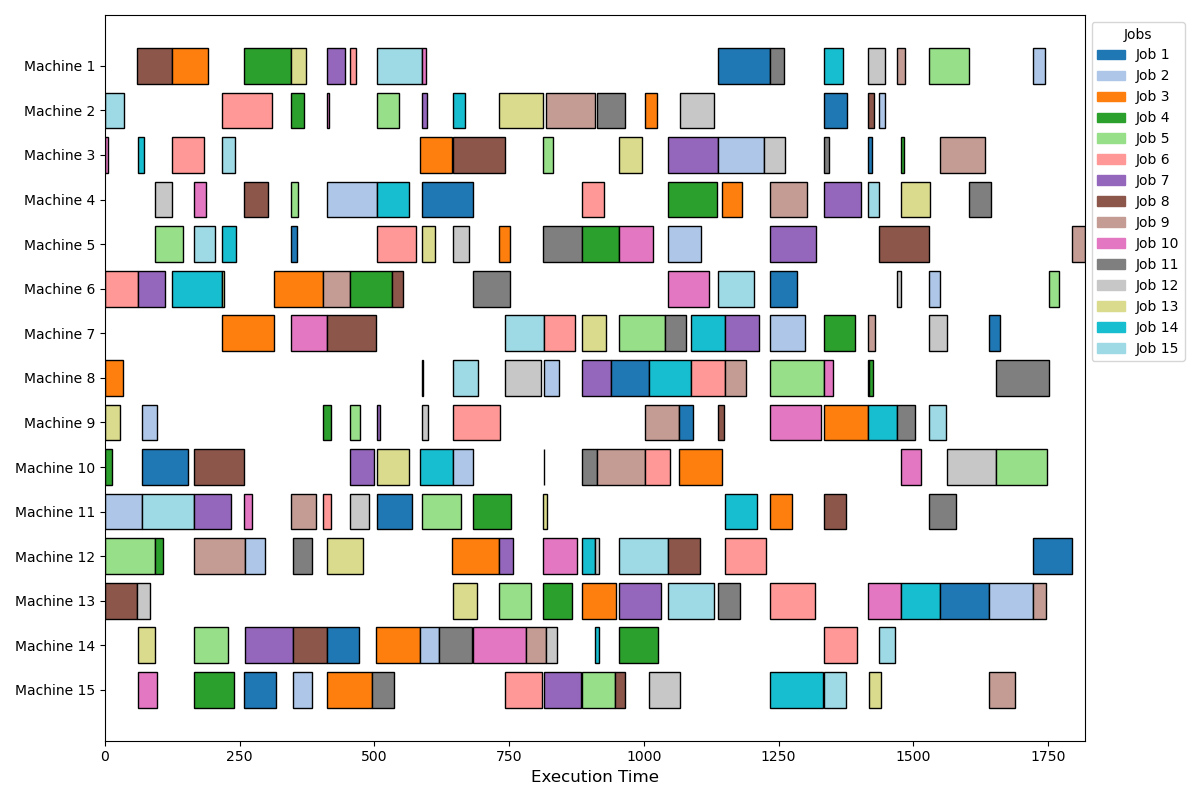 Machine 1
Machine 2
Machine 3
Machine 4
Machine 5
Machine 6
Machine 7
Machine 8
Machine 9
Machine 10
Machine 11
Machine 12
Machine 13
Machine 14
Machine 15
0 250 500 750 1000 1250 1500 1750
Execution Time
Jobs
Job 1
Job 2
Job 3
Job 4
Job 5
Job 6
Job 7
Job 8
Job 9
Job 10
Job 11
Job 12
Job 13
Job 14
Job 15